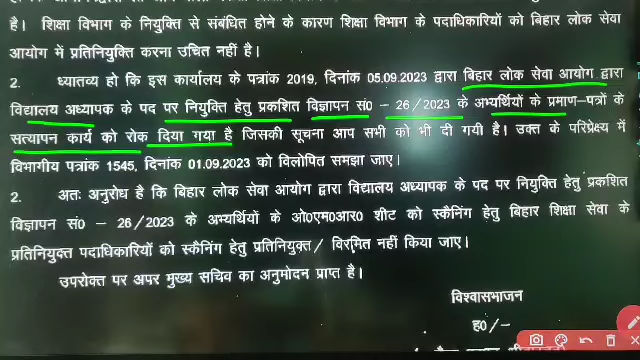 है। शिक्षा विभाग के नियुक्ति से संबंधित होने के कारण शिक्षा विभाग के पदाधिकारियों को बिहार लोक सेवा
आयोग में प्रतिनियुक्ति करना उचित नहीं है।
2. ध्यातव्य हो कि इस कार्यालय के पत्रांक 2019, दिनांक 05.09.2023 द्वारा बिहार लोक सेवा आयोग द्वारा
विद्यालय अध्यापक के पद पर नियुक्ति हेतु प्रकशित विज्ञापन सं0 – 26/2023 के अभ्यर्थियों के प्रमाण-पत्रों के
सत्यापन कार्य को रोक दिया गया है जिसकी सूचना आप सभी को भी दी गयी है। उक्त के परिप्रेक्ष्य में
विभागीय पत्रांक 1545, दिनांक 01.09.2023 को विलोपित समझा जाए।
2. अतः अनुरोध है कि बिहार लोक सेवा आयोग द्वारा विद्यालय अध्यापक के पद पर नियुक्ति हेतु प्रकशित
विज्ञापन सं0 – 26/2023 के अभ्यर्थियों के ओ0एम0आर0 शीट को स्कैनिंग हेतु बिहार शिक्षा सेवा के
प्रतिनियुक्त पदाधिकारियों को स्कैनिंग हेतु प्रतिनियुक्त/ विरमित नहीं किया जाए।
उपरोक्त पर अपर मुख्य सचिव का अनुमोदन प्राप्त है।
विश्वासभाजन
ह0/-